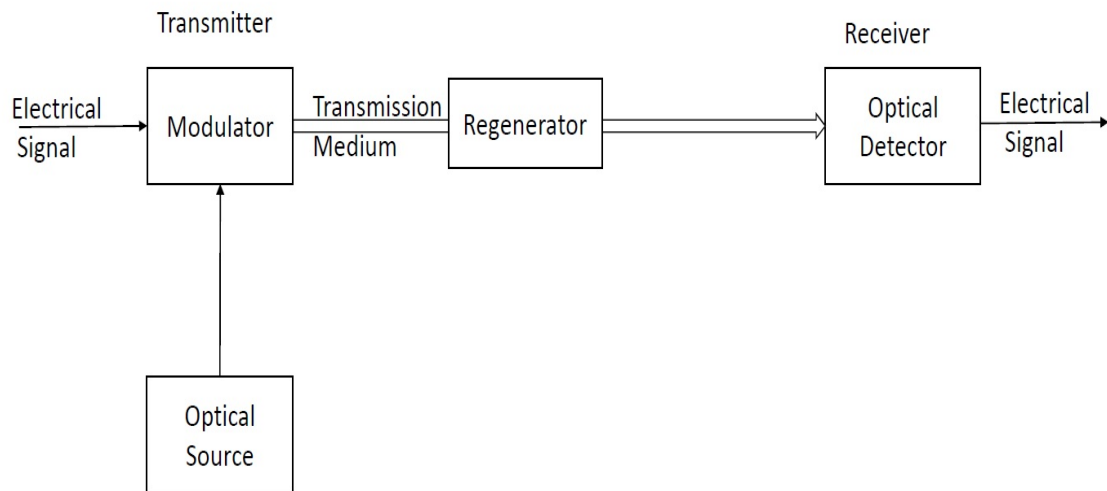 Transmitter
Receiver
Electrical
Signal
Modulator
Transmission
Medium
Regenerator
Optical
Detector
Electrical
Signal
Optical
Source